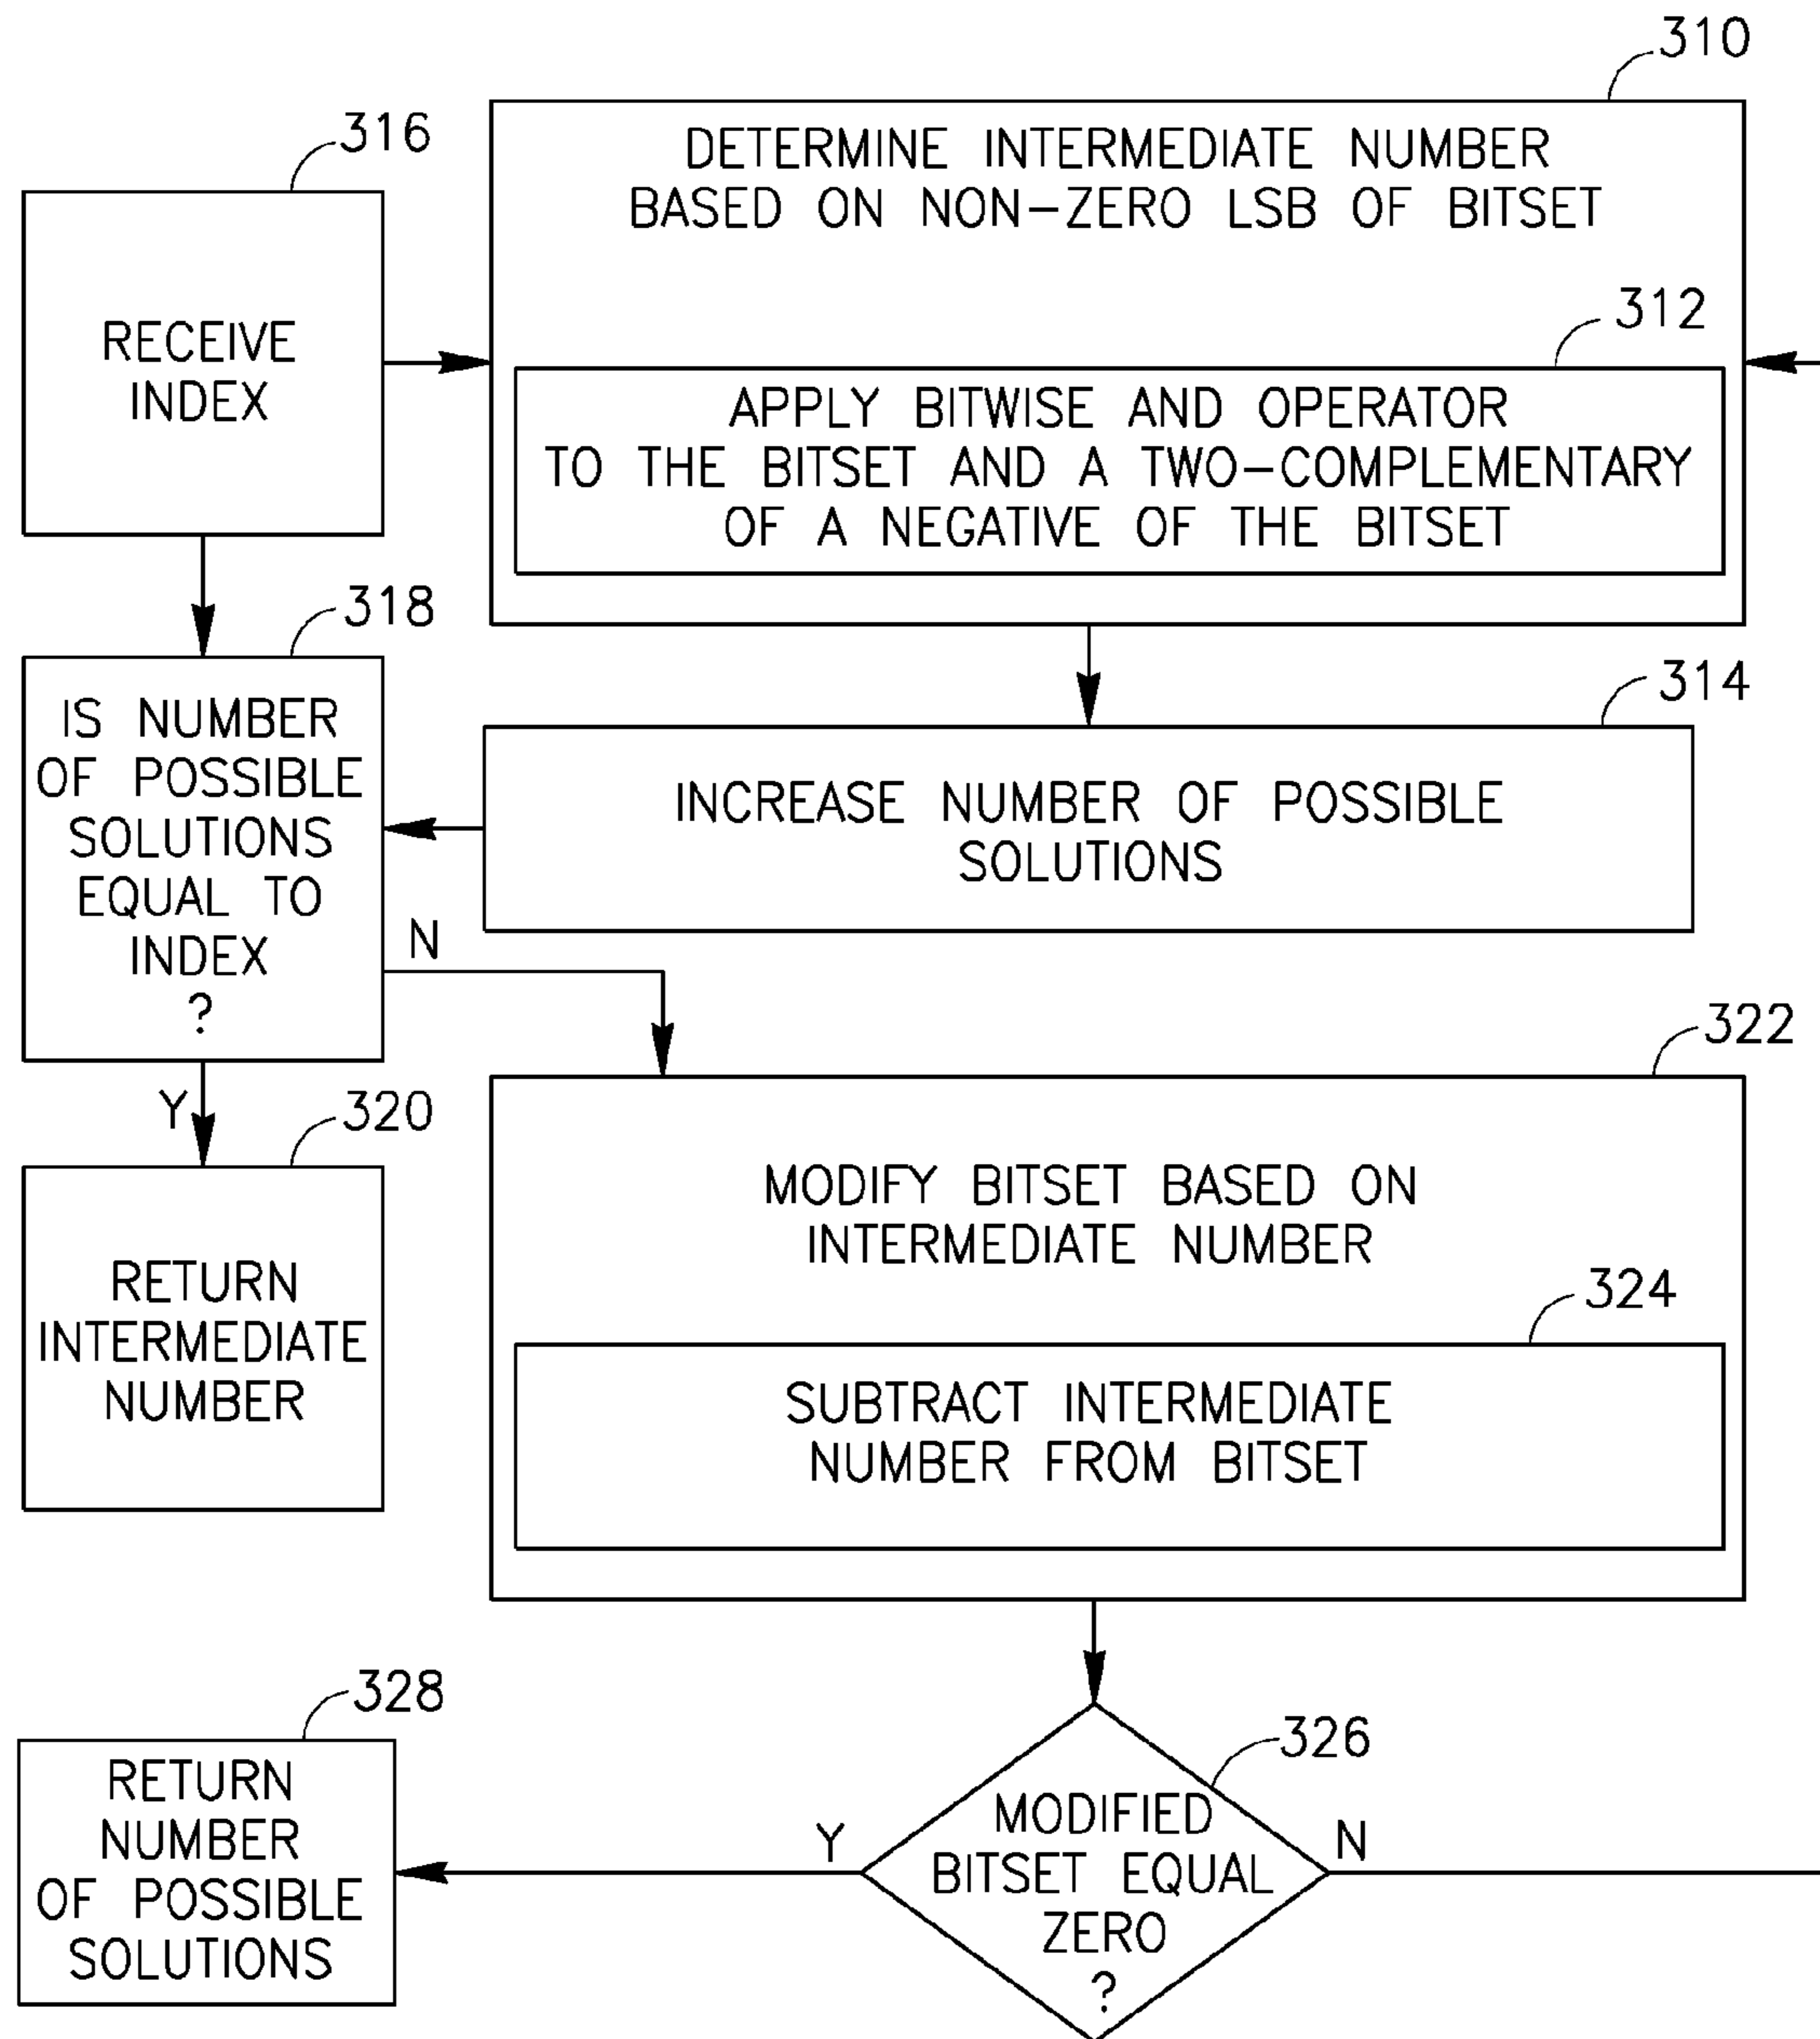 310
316
DETERMINE INTERMEDIATE NUMBER
BASED ON NON-ZERO LSB OF BITSET
RECEIVE
INDEX
312
APPLY BITWISE AND OPERATOR
TO THE BITSET AND A TWO-COMPLEMENTARY
OF A NEGATIVE OF THE BITSET
318
IS NUMBER
OF POSSIBLE
SOLUTIONS
EQUAL TO
INDEX
?
314
INCREASE NUMBER OF POSSIBLE
SOLUTIONS
N
Y
320
RETURN
INTERMEDIATE
NUMBER
322
MODIFY BITSET BASED ON
INTERMEDIATE NUMBER
324
SUBTRACT INTERMEDIATE
NUMBER FROM BITSET
328
RETURN
NUMBER
OF POSSIBLE
SOLUTIONS
Y
326
MODIFIED
BITSET EQUAL
ZERO
?
N